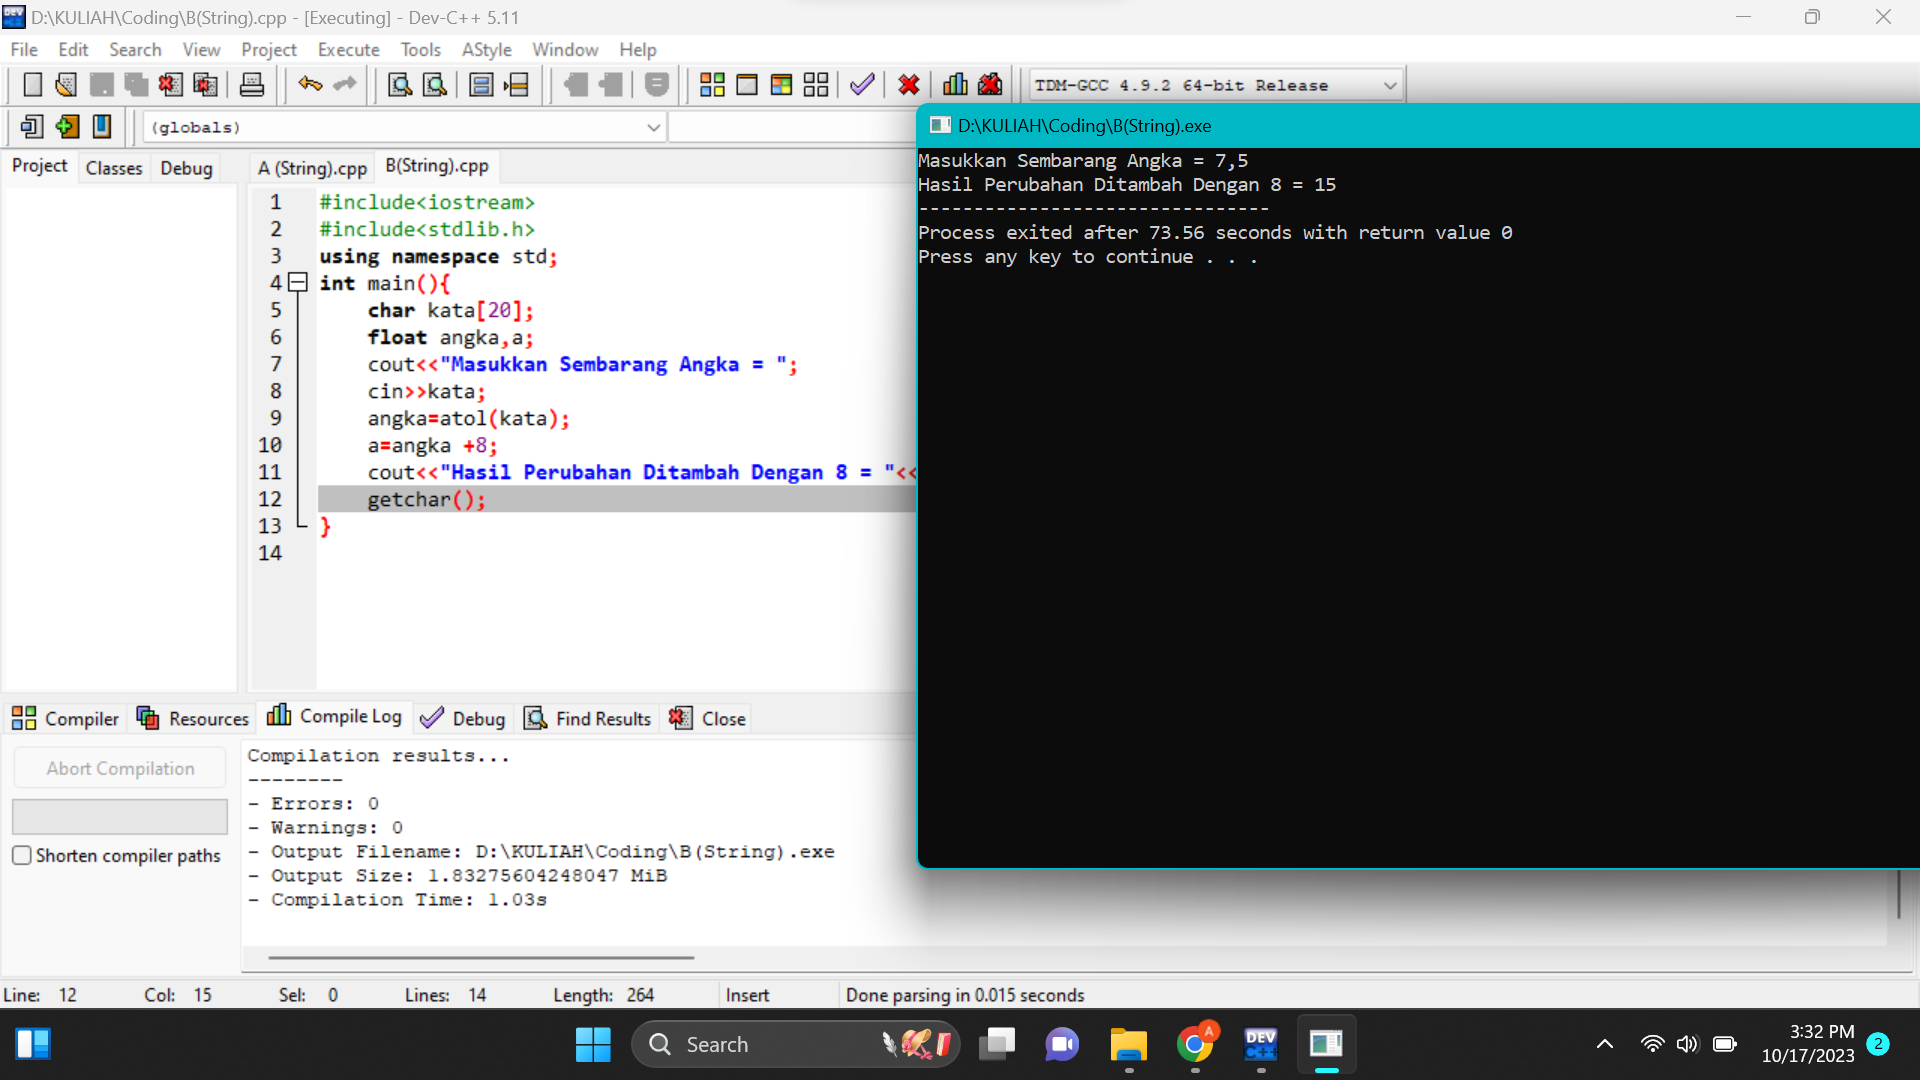 D:\KULIAH\Coding\B(String).cpp - [Executing] - Dev-C++ 5.11
File Edit Search View Project Execute Tools AStyle Window Help
TDM-GCC 4.9.2 64-bit Release
(globals)
Project Classes Debug
A (String).cpp B(String).cpp
1 #include<iostream>
2 #include<stdlib.h>
3 using namespace std;
4 int main(){
5 char kata[20];
6 float angka,a;
7 cout<<"Masukkan Sembarang Angka = ";
8 cin>>kata;
9 angka=atol(kata);
10 a=angka +8;
11 cout<<"Hasil Perubahan Ditambah Dengan 8 = "<<
12 getchar();
13 }
14
D:\KULIAH\Coding\B(String).exe
Masukkan Sembarang Angka = 7,5
Hasil Perubahan Ditambah Dengan 8 = 15
--------------------------------
Process exited after 73.56 seconds with return value 0
Press any key to continue . . .
Compiler Resources Compile Log Debug Find Results Close
Abort Compilation
Shorten compiler paths
Compilation results...
--------
- Errors: 0
- Warnings: 0
- Output Filename: D:\KULIAH\Coding\B(String).exe
- Output Size: 1.83275604248047 MiB
- Compilation Time: 1.03s
Line: 12 Col: 15 Sel: 0 Lines: 14 Length: 264 Insert Done parsing in 0.015 seconds
Search
A
DEV
C++
3:32 PM
10/17/2023
2